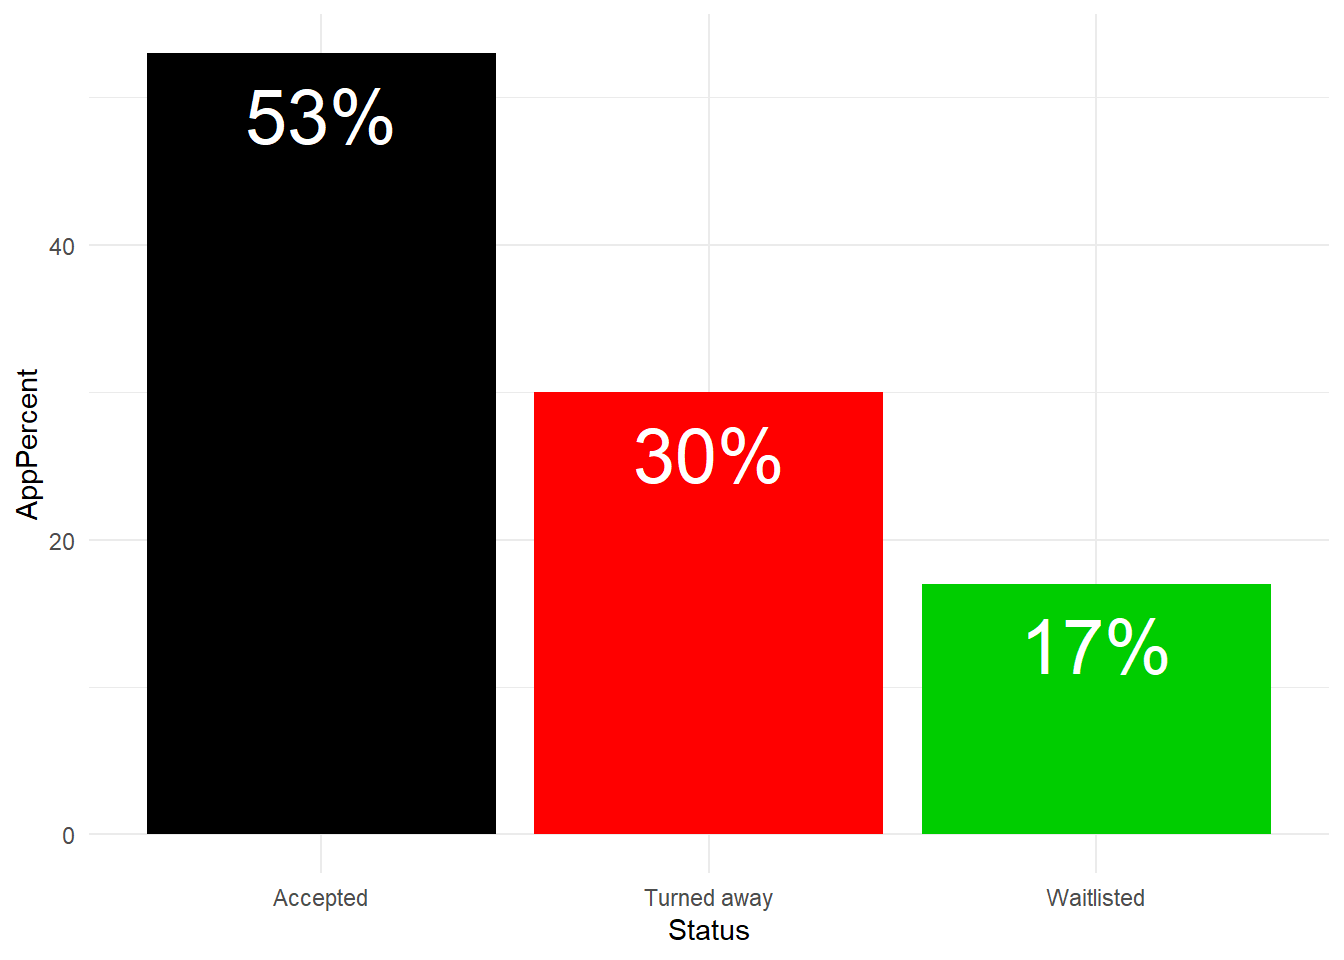 53%
30%
17%
40
20
0
AppPercent
Accepted
Turned away
Waitlisted
Status